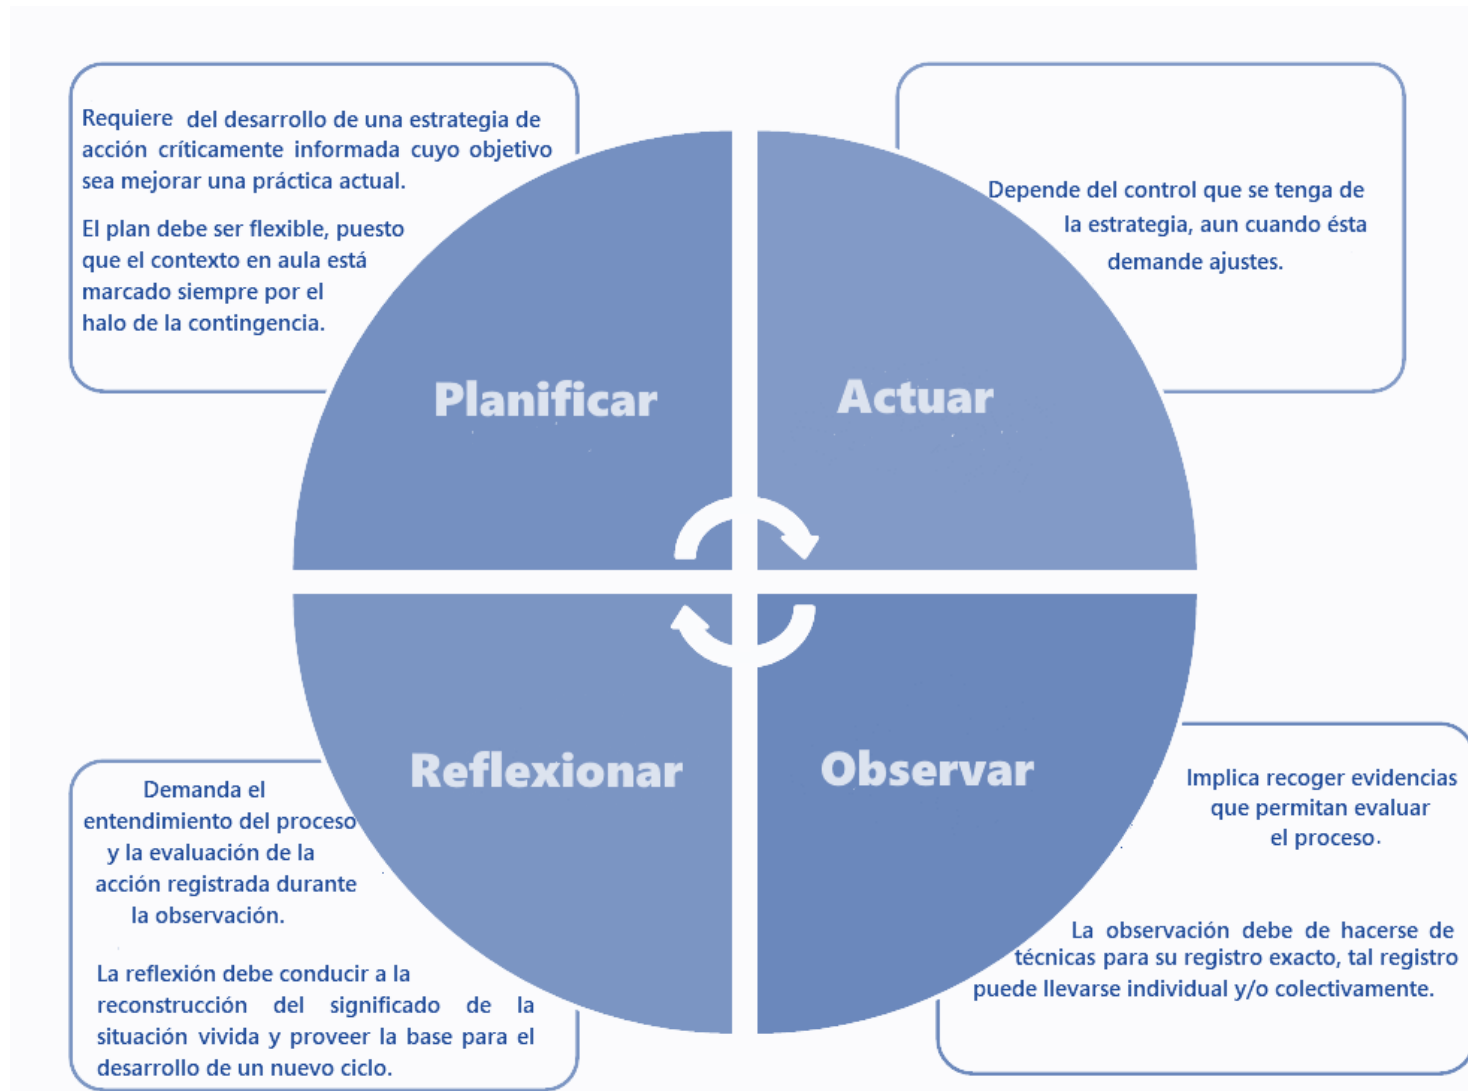 Requiere del desarrollo de una estrategia de
acción críticamente informada cuyo objetivo
sea mejorar una práctica actual.
El plan debe ser flexible, puesto
que el contexto en aula está
marcado siempre por el
halo de la contingencia.
Planificar
Depende del control que se tenga de
la estrategia, aun cuando ésta
demande ajustes.
Actuar
Reflexionar
Demanda el
entendimiento del proceso
y la evaluación de la
acción registrada durante
la observación.
La reflexión debe conducir a la
reconstrucción del significado de la
situación vivida y proveer la base para el
desarrollo de un nuevo ciclo.
Observar
Implica recoger evidencias
que permitan evaluar
el proceso.
La observación debe de hacerse de
técnicas para su registro exacto, tal registro
puede llevarse individual y/o colectivamente.